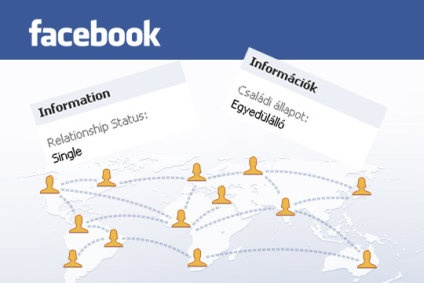 facebook
Information
Relationship Status:
Single
Információk
Családi állapot:
Egyedülálló